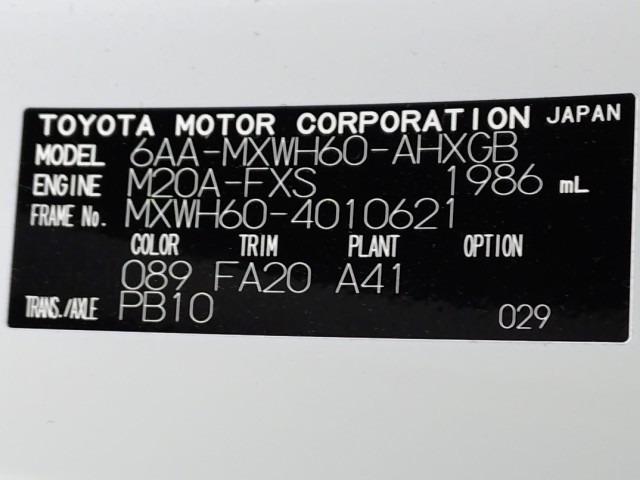 TOYOTA MOTOR CORPORATION JAPAN
MODEL 6AA-MXWH60-AHXGB
ENGINE M20A-FXS 1986 mL
FRAME No. MXWH60-4010621
COLOR TRIM PLANT OPTION
089 FA20 A41
TRANS./AXLE PB10 029